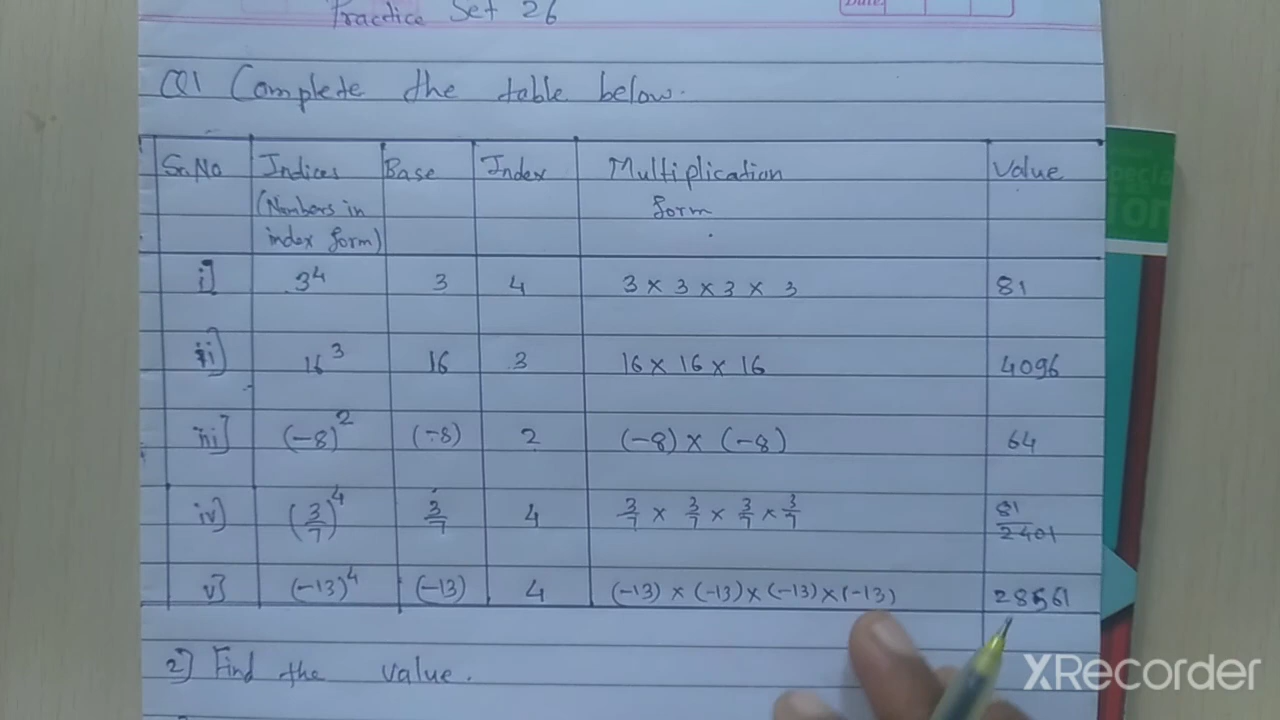 Practice Set 26
Date
Q1 Complete the table below.
Sr.No Indices Base Index Multiplication Value
(Numbers in form
index form)
i] 3⁴ 3 4 3 × 3 × 3 × 3 81
ii] 16³ 16 3 16 × 16 × 16 4096
iii] (-8)² (-8) 2 (-8) × (-8) 64
iv] (3/7)⁴ 3/7 4 3/7 × 3/7 × 3/7 × 3/7 81/2401
v] (-13)⁴ (-13) 4 (-13) × (-13) × (-13) × (-13) 28561
2] Find the value.
XRecorder